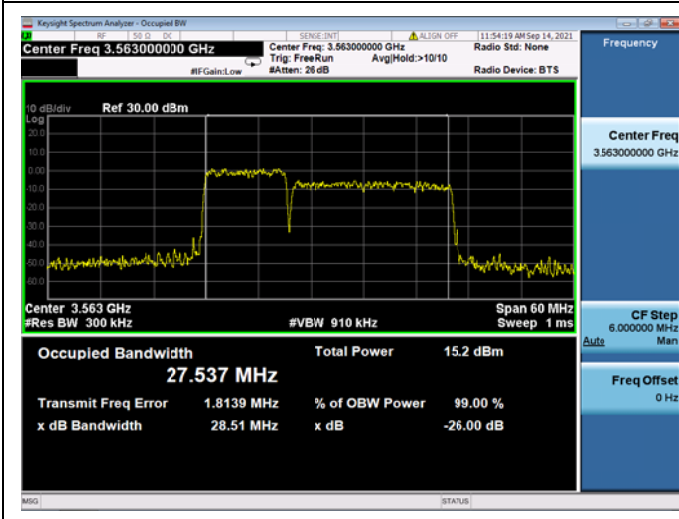 Keysight Spectrum Analyzer - Occupiel BW
RF 50 Ω DC SENSE:INT ALIGN OFF 11:54:19 AM Sep 14, 2021
Center Freq 3.563000000 GHz Center Freq: 3.563000000 GHz Radio Std: None
Trig: FreeRun Avg|Hold:>10/10
#IFGain:Low #Atten: 26 dB Radio Device: BTS
Frequency
10 dB/div Ref 30.00 dBm
Log
20.0
10.0
0.00
-10.0
-20.0
-30.0
-40.0
-50.0
-60.0
Center 3.563 GHz Span 60 MHz
#Res BW 300 kHz #VBW 910 kHz Sweep 1 ms
Occupied Bandwidth Total Power 15.2 dBm
27.537 MHz
Transmit Freq Error 1.8139 MHz % of OBW Power 99.00 %
x dB Bandwidth 28.51 MHz x dB -26.00 dB
Center Freq
3.563000000 GHz
CF Step
6.000000 MHz
Auto Man
Freq Offset
0 Hz
MSG STATUS